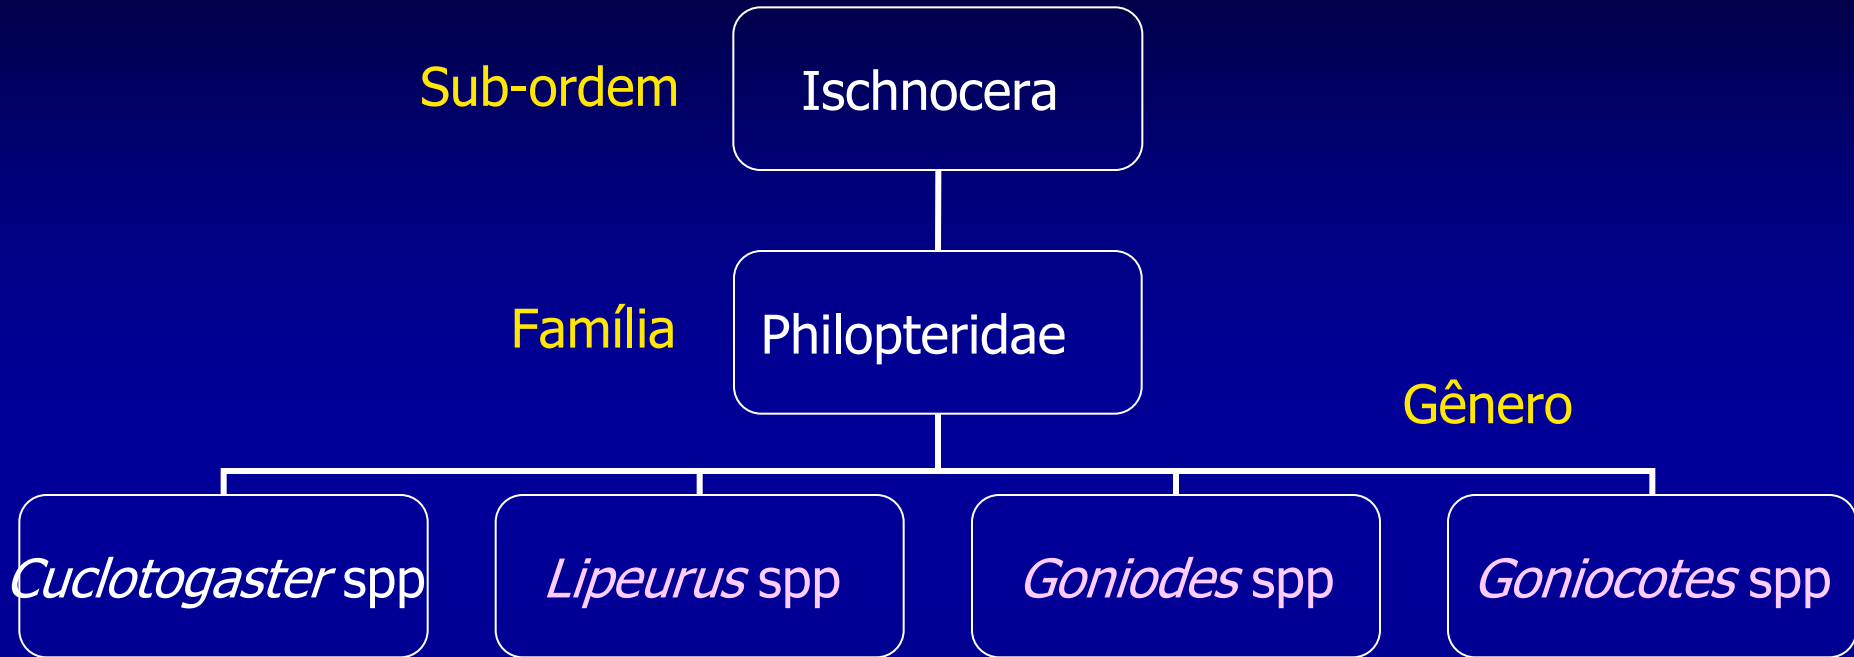 Sub-ordem
Ischnocera
Família
Philopteridae
Gênero
Cuclotogaster spp
Lipeurus spp
Goniodes spp
Goniocotes spp